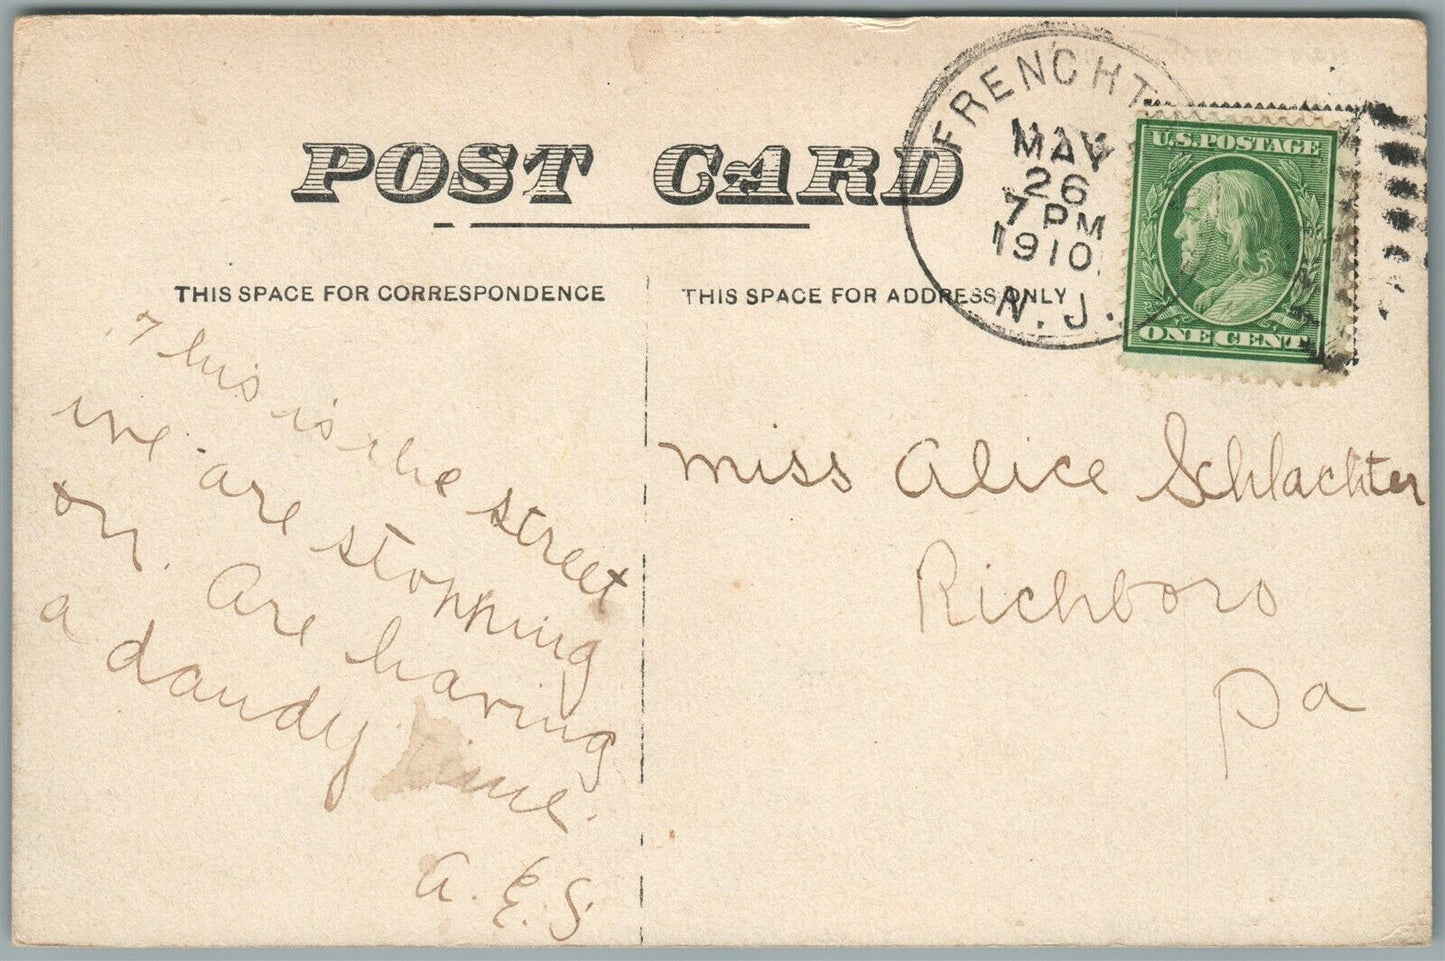 POST CARD
THIS SPACE FOR CORRESPONDENCE
THIS SPACE FOR ADDRESS ONLY
FRENCHT
MAY
26
7 PM
1910
N.J.
U.S. POSTAGE
ONE CENT
This is the street
we are stopping
on. Are having
a dandy time.
A. E. S.
Miss Alice Schlachter
Richboro
Pa